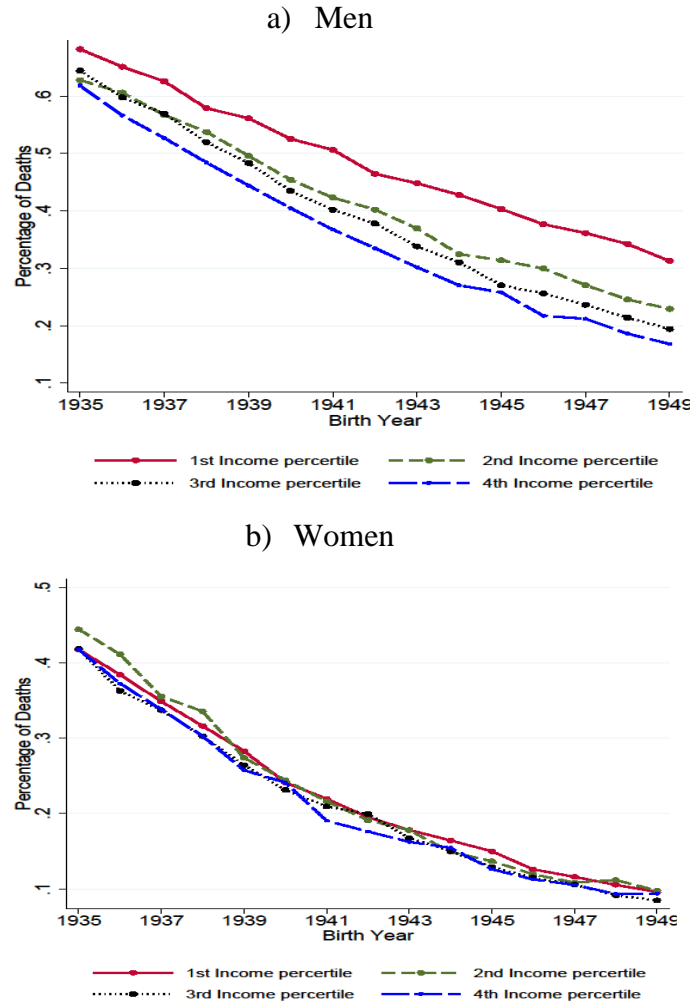 a) Men
Percentage of Deaths
.6
.5
.4
.3
.2
.1
1935 1937 1939 1941 1943 1945 1947 1949
Birth Year
1st Income percentile 2nd Income percentile
3rd Income percentile 4th Income percentile
b) Women
Percentage of Deaths
.5
.4
.3
.2
.1
1935 1937 1939 1941 1943 1945 1947 1949
Birth Year
1st Income percentile 2nd Income percentile
3rd Income percentile 4th Income percentile